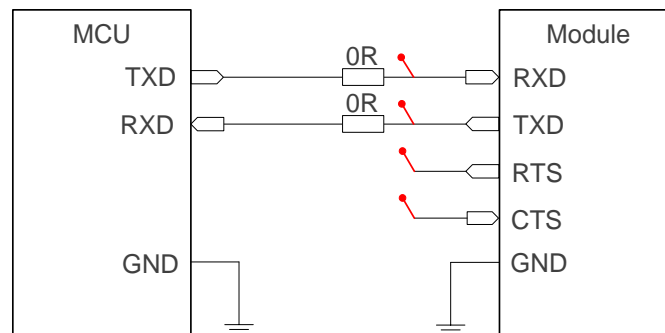 MCU
Module
0R
TXD
RXD
0R
RXD
TXD
RTS
CTS
GND
GND